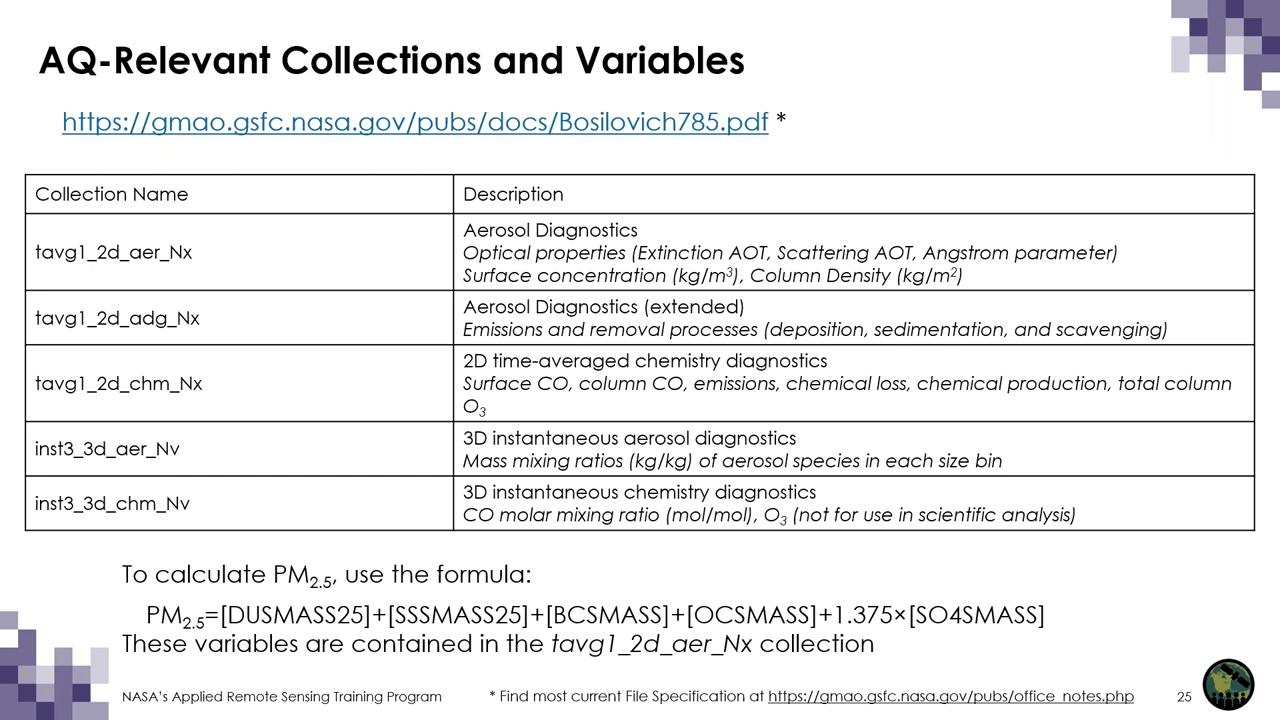 AQ-Relevant Collections and Variables
https://gmao.gsfc.nasa.gov/pubs/docs/Bosilovich785.pdf *
Collection Name
Description
tavg1_2d_aer_Nx
Aerosol Diagnostics
Optical properties (Extinction AOT, Scattering AOT, Angstrom parameter)
Surface concentration (kg/m³), Column Density (kg/m²)
tavg1_2d_adg_Nx
Aerosol Diagnostics (extended)
Emissions and removal processes (deposition, sedimentation, and scavenging)
tavg1_2d_chm_Nx
2D time-averaged chemistry diagnostics
Surface CO, column CO, emissions, chemical loss, chemical production, total column
O₃
inst3_3d_aer_Nv
3D instantaneous aerosol diagnostics
Mass mixing ratios (kg/kg) of aerosol species in each size bin
inst3_3d_chm_Nv
3D instantaneous chemistry diagnostics
CO molar mixing ratio (mol/mol), O₃ (not for use in scientific analysis)
To calculate PM₂.₅, use the formula:
PM₂.₅=[DUSMASS25]+[SSSMASS25]+[BCSMASS]+[OCSMASS]+1.375×[SO4SMASS]
These variables are contained in the tavg1_2d_aer_Nx collection
NASA's Applied Remote Sensing Training Program
* Find most current File Specification at https://gmao.gsfc.nasa.gov/pubs/office_notes.php
25